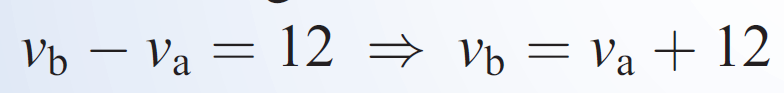 v_b − v_a = 12 ⇒ v_b = v_a + 12